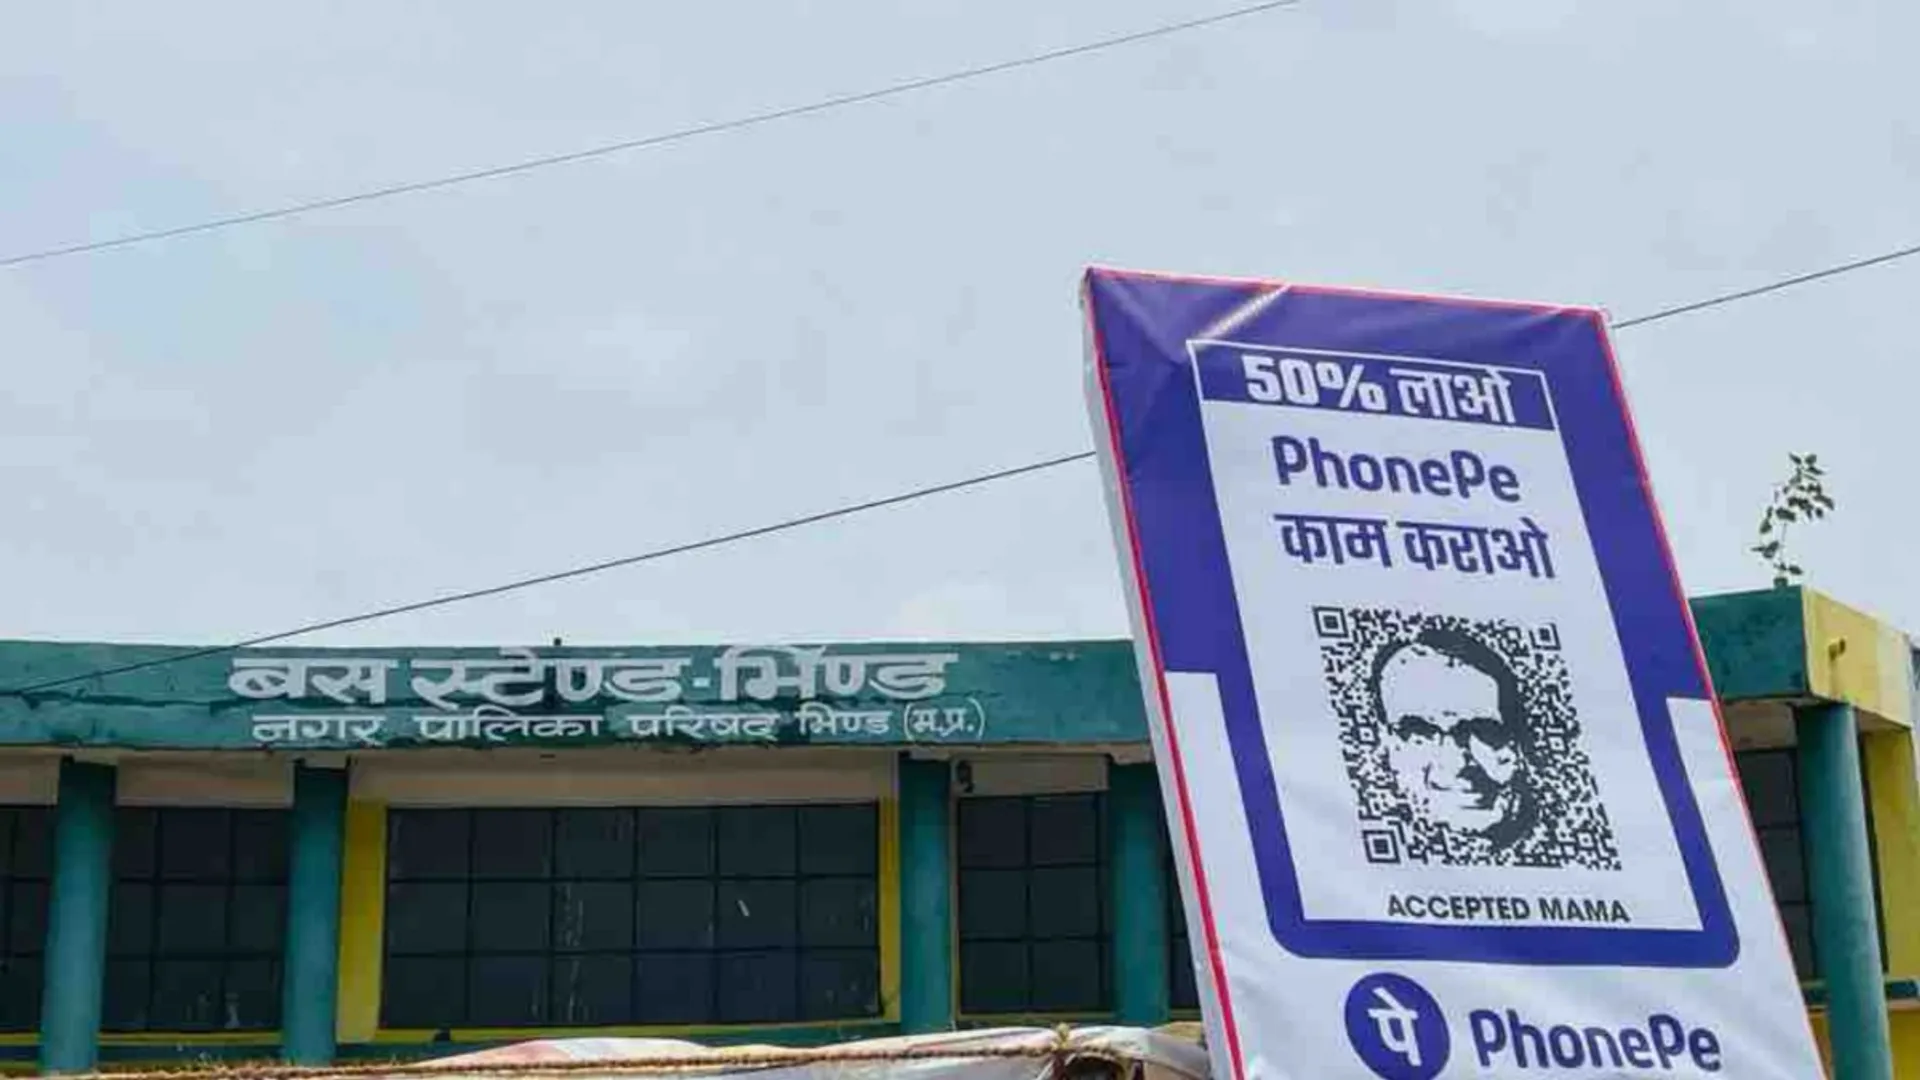 बस स्टेण्ड-भिण्ड
नगर पालिका परिषद भिण्ड (म.प्र.)
50% लाओ
PhonePe
काम कराओ
ACCEPTED MAMA
पे PhonePe